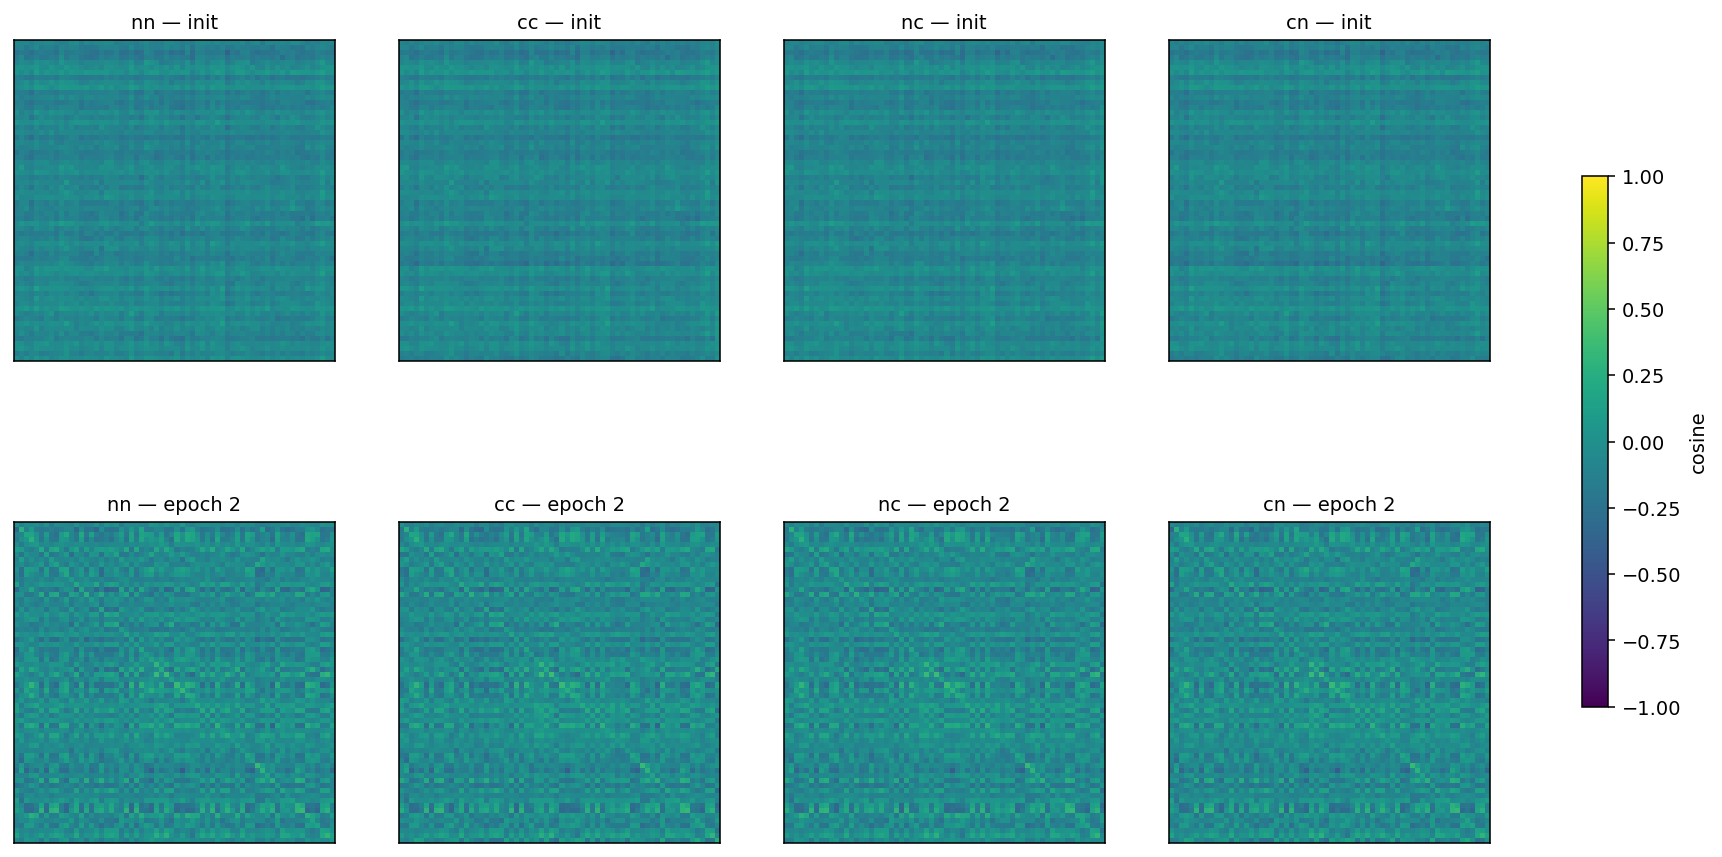 nn — init
cc — init
nc — init
cn — init
1.00
0.75
0.50
0.25
0.00
−0.25
−0.50
−0.75
−1.00
cosine
nn — epoch 2
cc — epoch 2
nc — epoch 2
cn — epoch 2